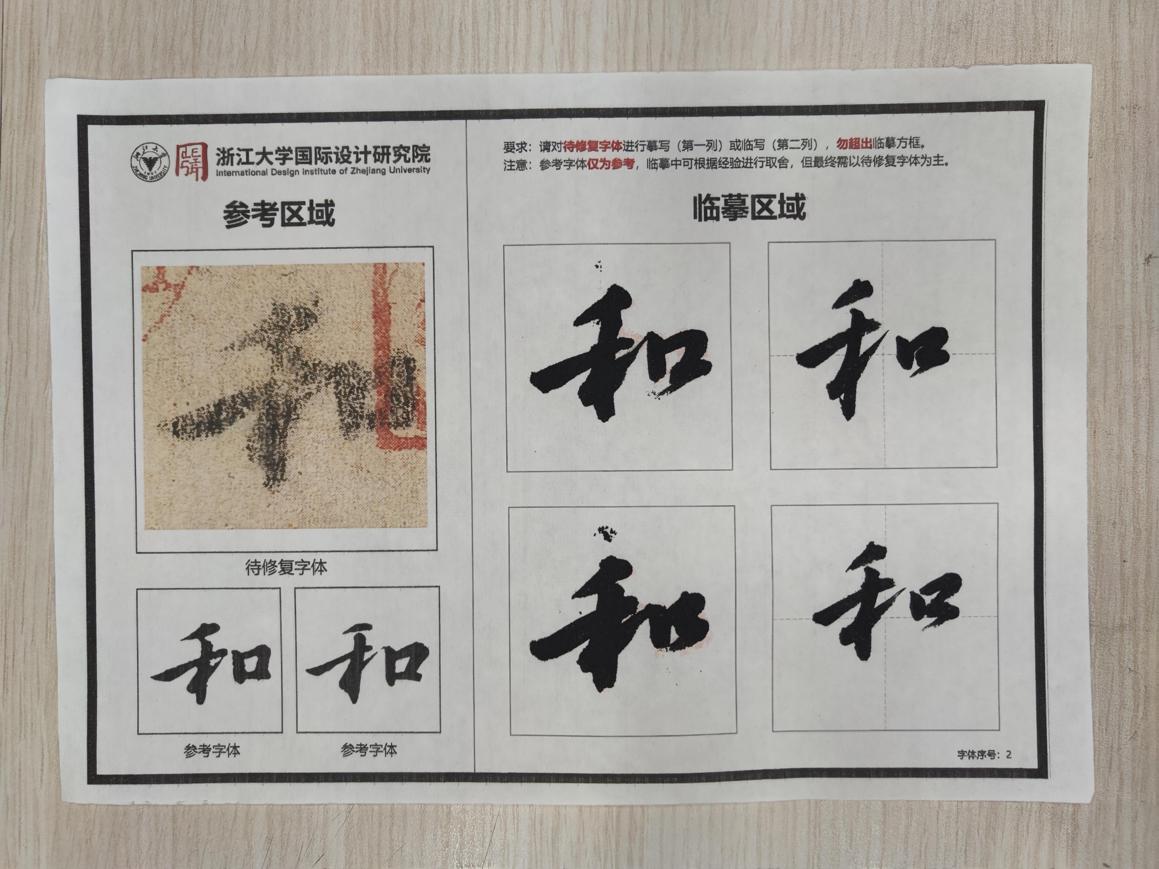 浙江大学国际设计研究院
International Design Institute of Zhejiang University
参考区域
和
待修复字体
和 和
参考字体 参考字体
要求：请对待修复字体进行摹写（第一列）或临写（第二列），勿超出临摹方框。
注意：参考字体仅为参考，临摹中可根据经验进行取舍，但最终需以待修复字体为主。
临摹区域
和 和
和 和
字体序号：2